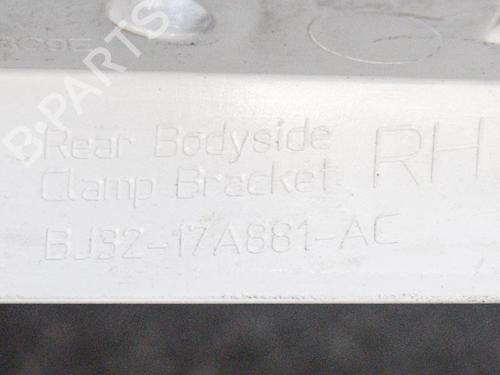 B-PARTS
Rear Bodyside
Clamp Bracket RH
BJ32-17A881-AC